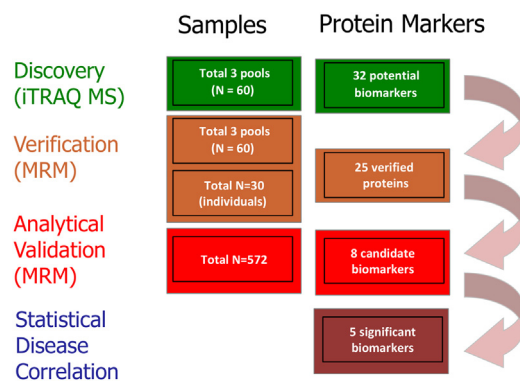 Samples
Protein Markers
Discovery
(iTRAQ MS)
Total 3 pools
(N = 60)
32 potential
biomarkers
Verification
(MRM)
Total 3 pools
(N = 60)
Total N=30
(individuals)
25 verified
proteins
Analytical
Validation
(MRM)
Total N=572
8 candidate
biomarkers
Statistical
Disease
Correlation
5 significant
biomarkers